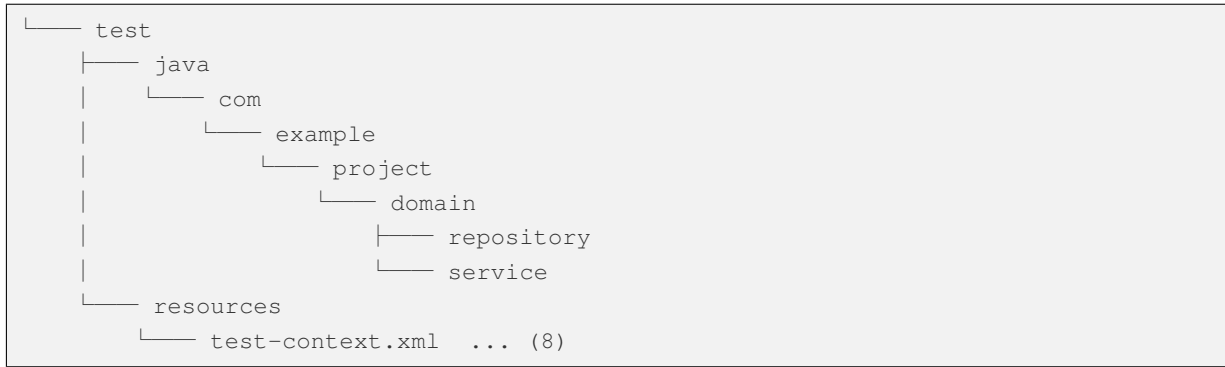 └── test
    ├── java
    │   └── com
    │       └── example
    │           └── project
    │               └── domain
    │                   ├── repository
    │                   └── service
    └── resources
        └── test-context.xml ... (8)